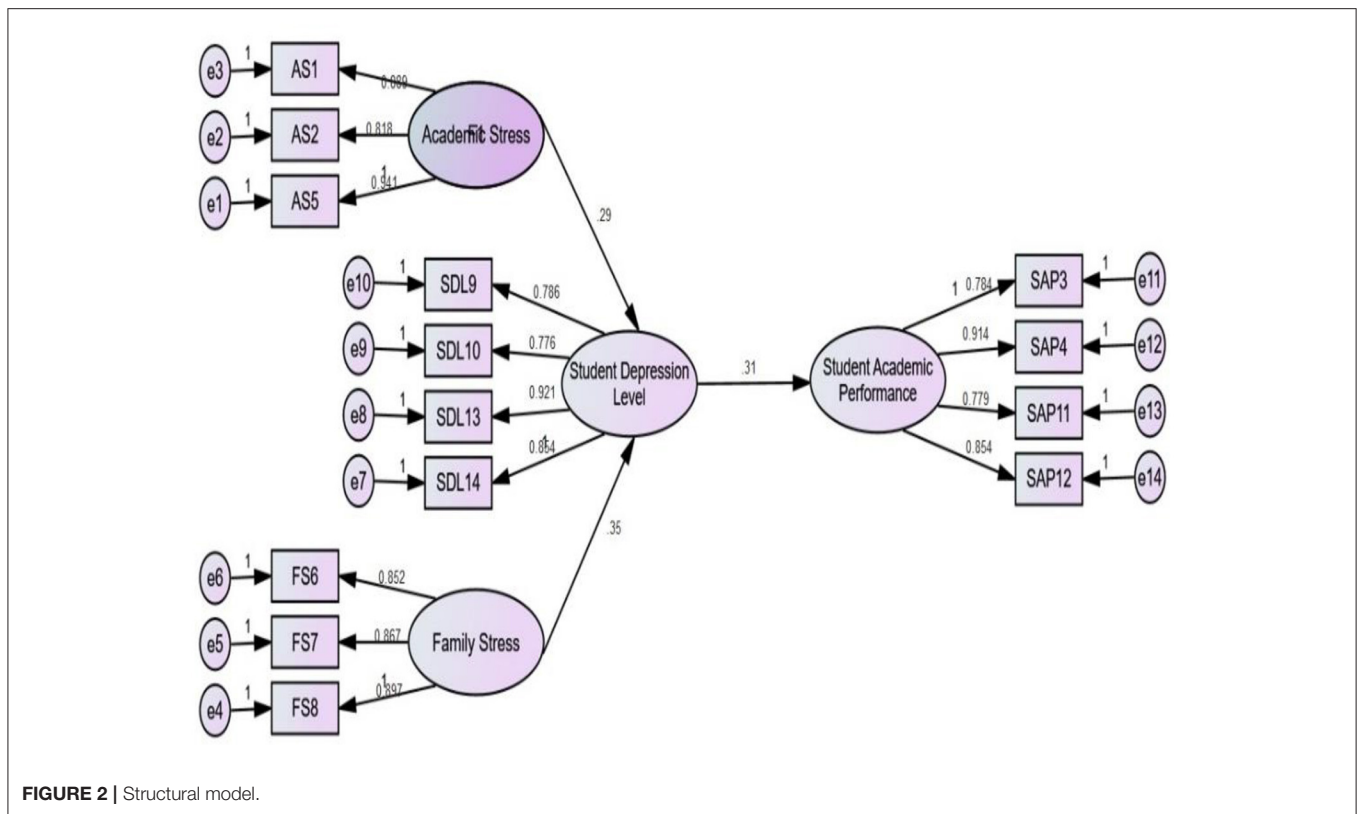 e3
1
AS1
e2
1
AS2
0.818
e1
1
AS5
1
0.941
Academic Stress
.29
e10
1
SDL9
0.786
e9
1
SDL10
0.776
e8
1
SDL13
0.921
e7
1
SDL14
1
Student Depression
Level
.31
Student Academic
Performance
1
0.784
SAP3
1
e11
0.914
SAP4
1
e12
0.779
SAP11
1
e13
0.854
SAP12
1
e14
.35
e6
1
FS6
0.852
e5
1
FS7
0.867
e4
1
FS8
1
0.897
Family Stress
FIGURE 2 | Structural model.